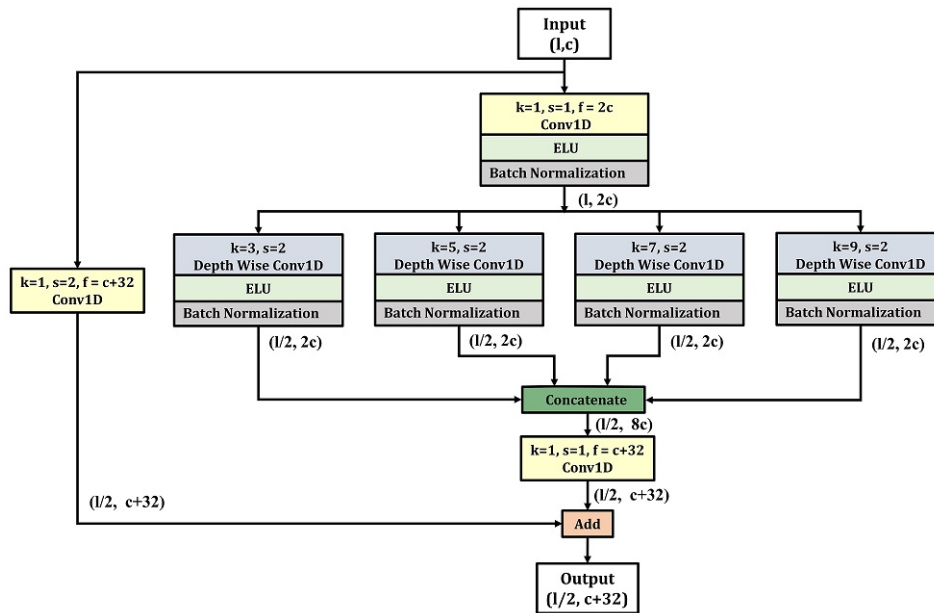 Input
(l,c)
k=1, s=1, f = 2c
Conv1D
ELU
Batch Normalization
(l, 2c)
k=3, s=2
Depth Wise Conv1D
ELU
Batch Normalization
k=5, s=2
Depth Wise Conv1D
ELU
Batch Normalization
k=7, s=2
Depth Wise Conv1D
ELU
Batch Normalization
k=9, s=2
Depth Wise Conv1D
ELU
Batch Normalization
k=1, s=2, f = c+32
Conv1D
(l/2, 2c)
(l/2, 2c)
(l/2, 2c)
(l/2, 2c)
Concatenate
(l/2, 8c)
k=1, s=1, f = c+32
Conv1D
(l/2, c+32)
(l/2, c+32)
Add
Output
(l/2, c+32)